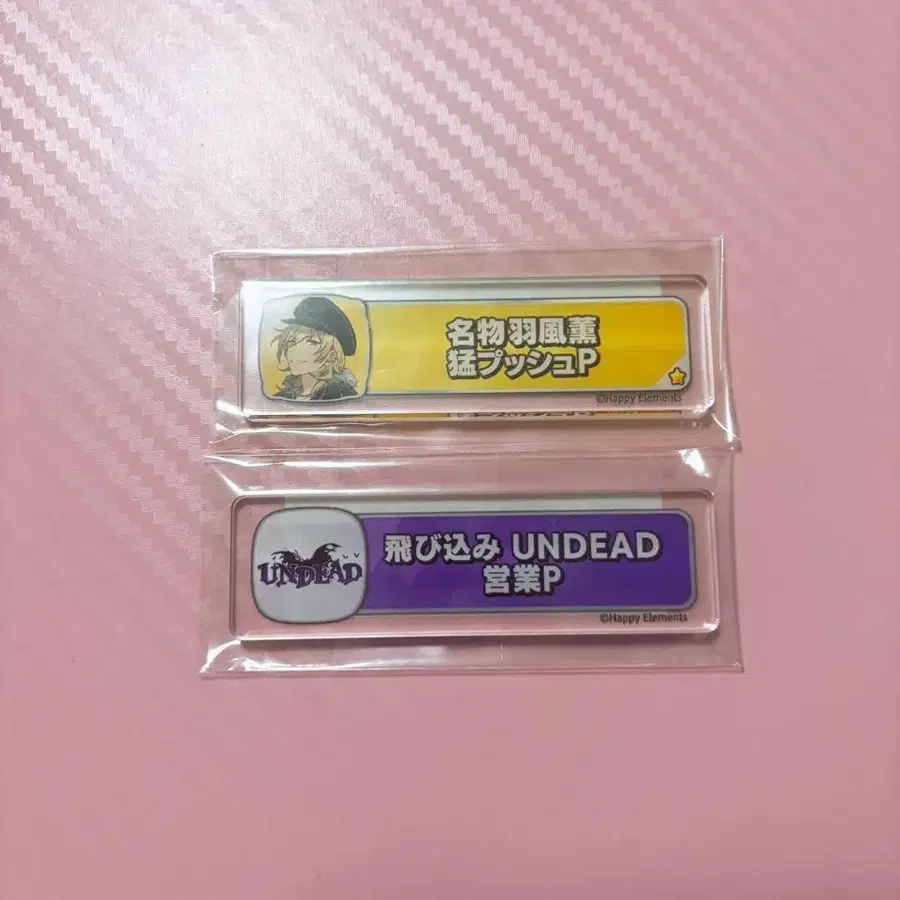 名物羽風薫
猛プッシュP
©Happy Elements
UNDEAD
飛び込み UNDEAD
営業P
©Happy Elements